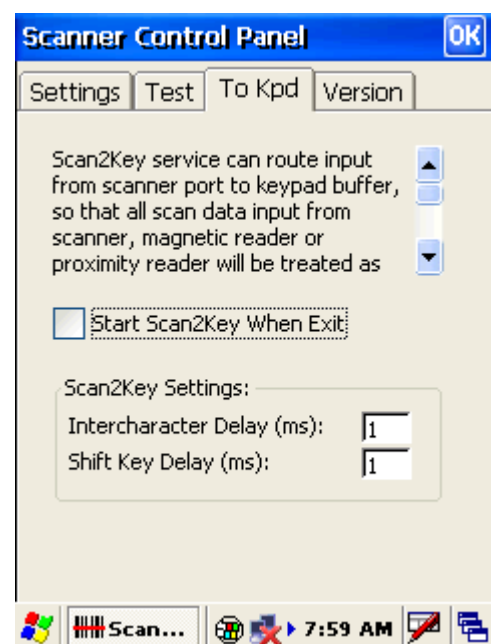 Scanner Control Panel OK
Settings Test To Kpd Version
Scan2Key service can route input
from scanner port to keypad buffer,
so that all scan data input from
scanner, magnetic reader or
proximity reader will be treated as
Start Scan2Key When Exit
Scan2Key Settings:
Intercharacter Delay (ms): 1
Shift Key Delay (ms): 1
Scan... 7:59 AM